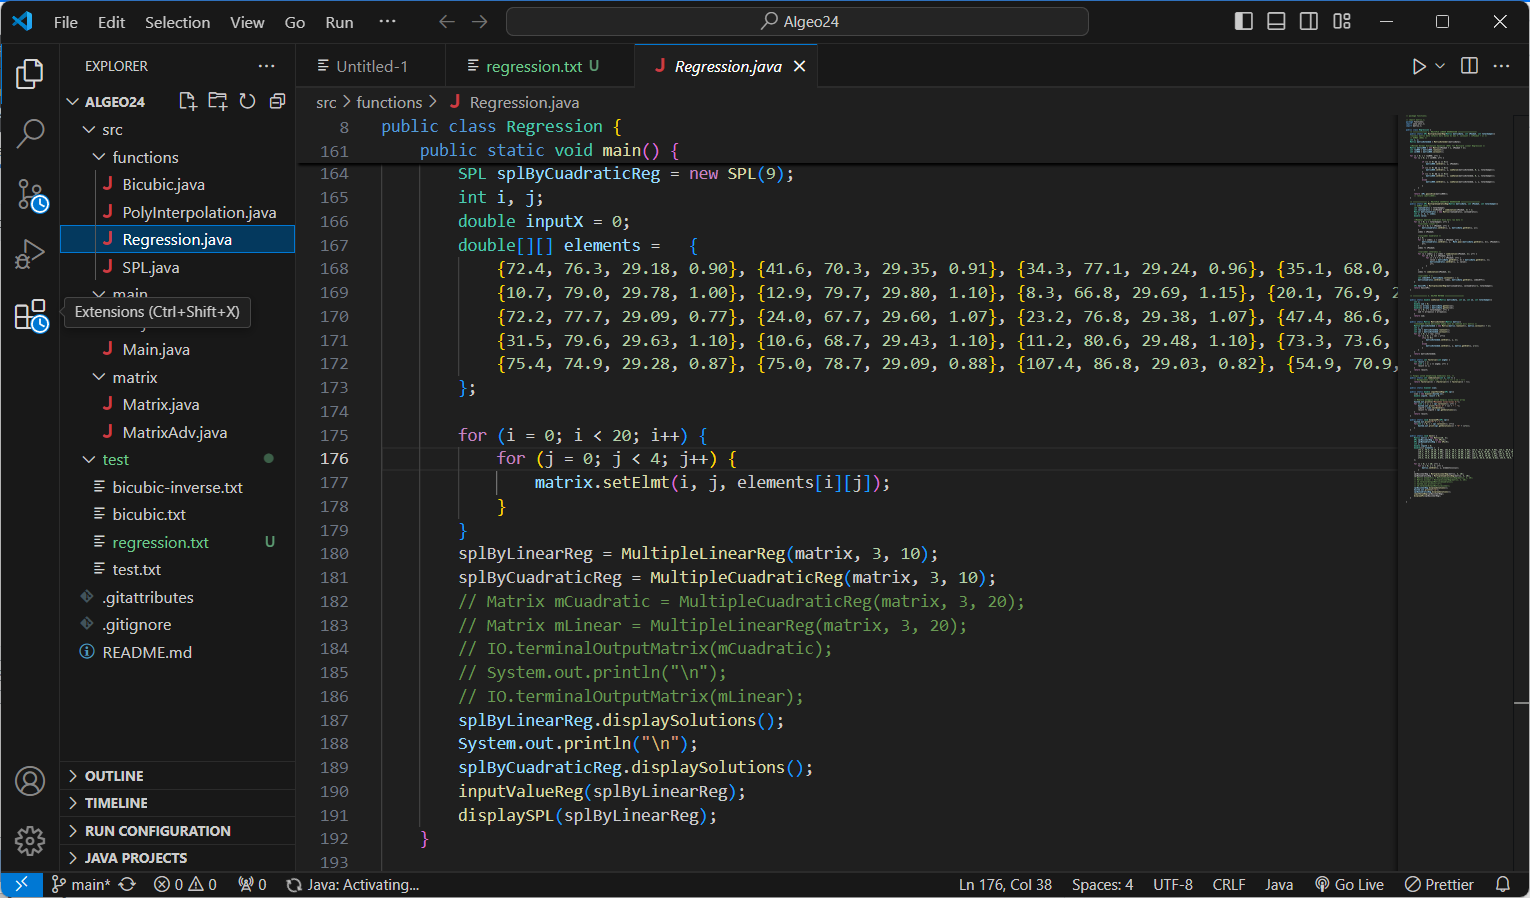 File Edit Selection View Go Run ··· Algeo24
EXPLORER ···
Untitled-1 regression.txt U Regression.java
ALGEO24
src > functions > Regression.java
src
functions
Bicubic.java
PolyInterpolation.java
Regression.java
SPL.java
main
Extensions (Ctrl+Shift+X)
Main.java
matrix
Matrix.java
MatrixAdv.java
test
bicubic-inverse.txt
bicubic.txt
regression.txt U
test.txt
.gitattributes
.gitignore
README.md
OUTLINE
TIMELINE
RUN CONFIGURATION
JAVA PROJECTS
8 public class Regression {
161 public static void main() {
164 SPL splByCuadraticReg = new SPL(9);
165 int i, j;
166 double inputX = 0;
167 double[][] elements = {
168 {72.4, 76.3, 29.18, 0.90}, {41.6, 70.3, 29.35, 0.91}, {34.3, 77.1, 29.24, 0.96}, {35.1, 68.0,
169 {10.7, 79.0, 29.78, 1.00}, {12.9, 79.7, 29.80, 1.10}, {8.3, 66.8, 29.69, 1.15}, {20.1, 76.9,
170 {72.2, 77.7, 29.09, 0.77}, {24.0, 67.7, 29.60, 1.07}, {23.2, 76.8, 29.38, 1.07}, {47.4, 86.6,
171 {31.5, 79.6, 29.63, 1.10}, {10.6, 68.7, 29.43, 1.10}, {11.2, 80.6, 29.48, 1.10}, {73.3, 73.6,
172 {75.4, 74.9, 29.28, 0.87}, {75.0, 78.7, 29.09, 0.88}, {107.4, 86.8, 29.03, 0.82}, {54.9, 70.9,
173 };
174
175 for (i = 0; i < 20; i++) {
176 for (j = 0; j < 4; j++) {
177 matrix.setElmt(i, j, elements[i][j]);
178 }
179 }
180 splByLinearReg = MultipleLinearReg(matrix, 3, 10);
181 splByCuadraticReg = MultipleCuadraticReg(matrix, 3, 10);
182 // Matrix mCuadratic = MultipleCuadraticReg(matrix, 3, 20);
183 // Matrix mLinear = MultipleLinearReg(matrix, 3, 20);
184 // IO.terminalOutputMatrix(mCuadratic);
185 // System.out.println("\n");
186 // IO.terminalOutputMatrix(mLinear);
187 splByLinearReg.displaySolutions();
188 System.out.println("\n");
189 splByCuadraticReg.displaySolutions();
190 inputValueReg(splByLinearReg);
191 displaySPL(splByLinearReg);
192 }
193
main* 0 0 0 Java: Activating... Ln 176, Col 38 Spaces: 4 UTF-8 CRLF Java Go Live Prettier